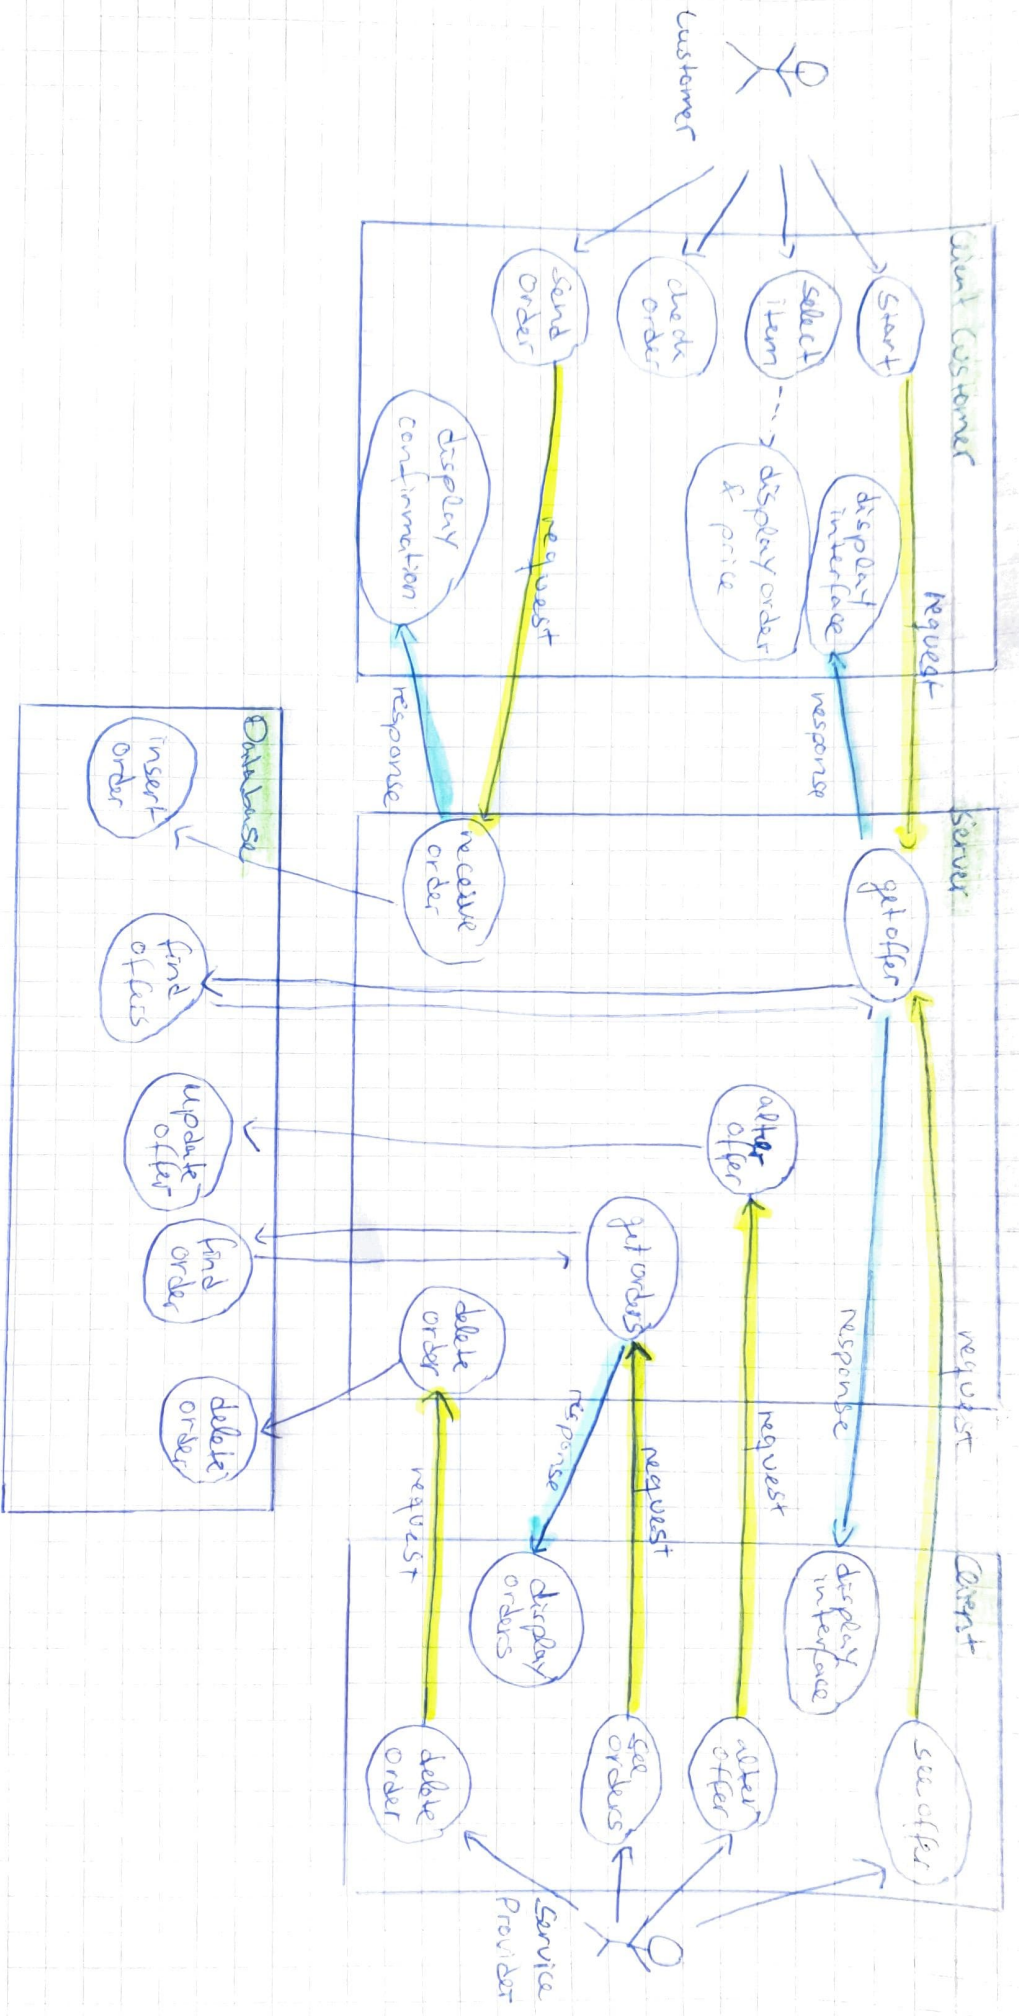 Customer
Client Customer
start
select
item
check
order
send
order
display
interface
display order
& price
display
confirmation
request
response
request
response
Server
get offer
receive
order
alter
offer
get orders
delete
order
Database
insert
order
find
offers
update
offer
find
order
delete
order
request
response
request
request
response
request
Client
display
interface
display
orders
see offer
alter
offer
see
orders
delete
order
Service
Provider